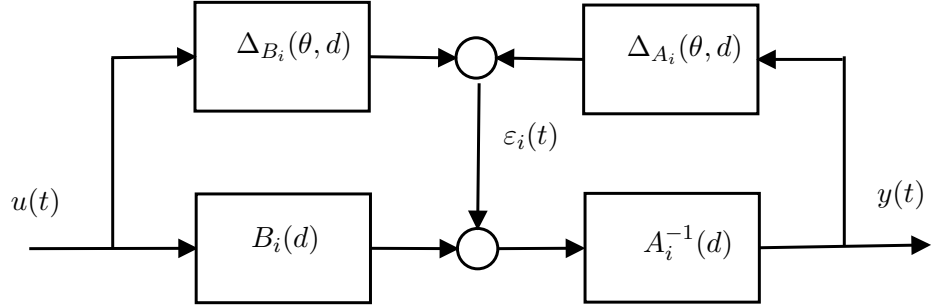 Δ_{B_i}(θ, d)
Δ_{A_i}(θ, d)
ε_i(t)
u(t)
y(t)
B_i(d)
A_i^{-1}(d)